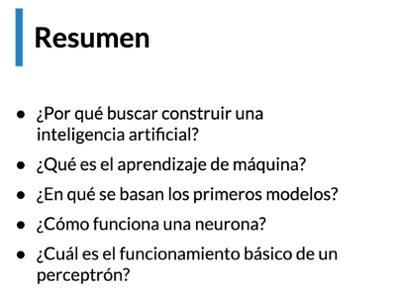 Resumen
● ¿Por qué buscar construir una
inteligencia artificial?
● ¿Qué es el aprendizaje de máquina?
● ¿En qué se basan los primeros modelos?
● ¿Cómo funciona una neurona?
● ¿Cuál es el funcionamiento básico de un
perceptrón?